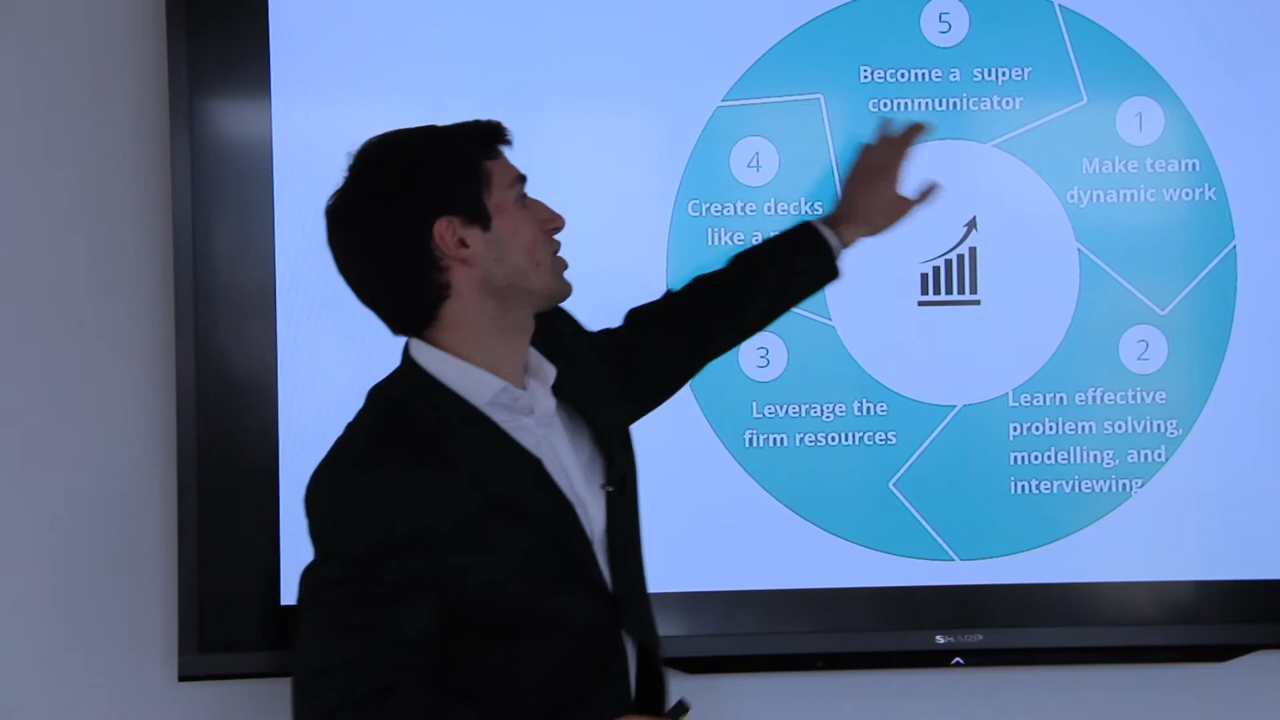 5
Become a super
communicator
1
Make team
dynamic work
2
Learn effective
problem solving,
modelling, and
interviewing
3
Leverage the
firm resources
4
Create decks
like a
SHARP